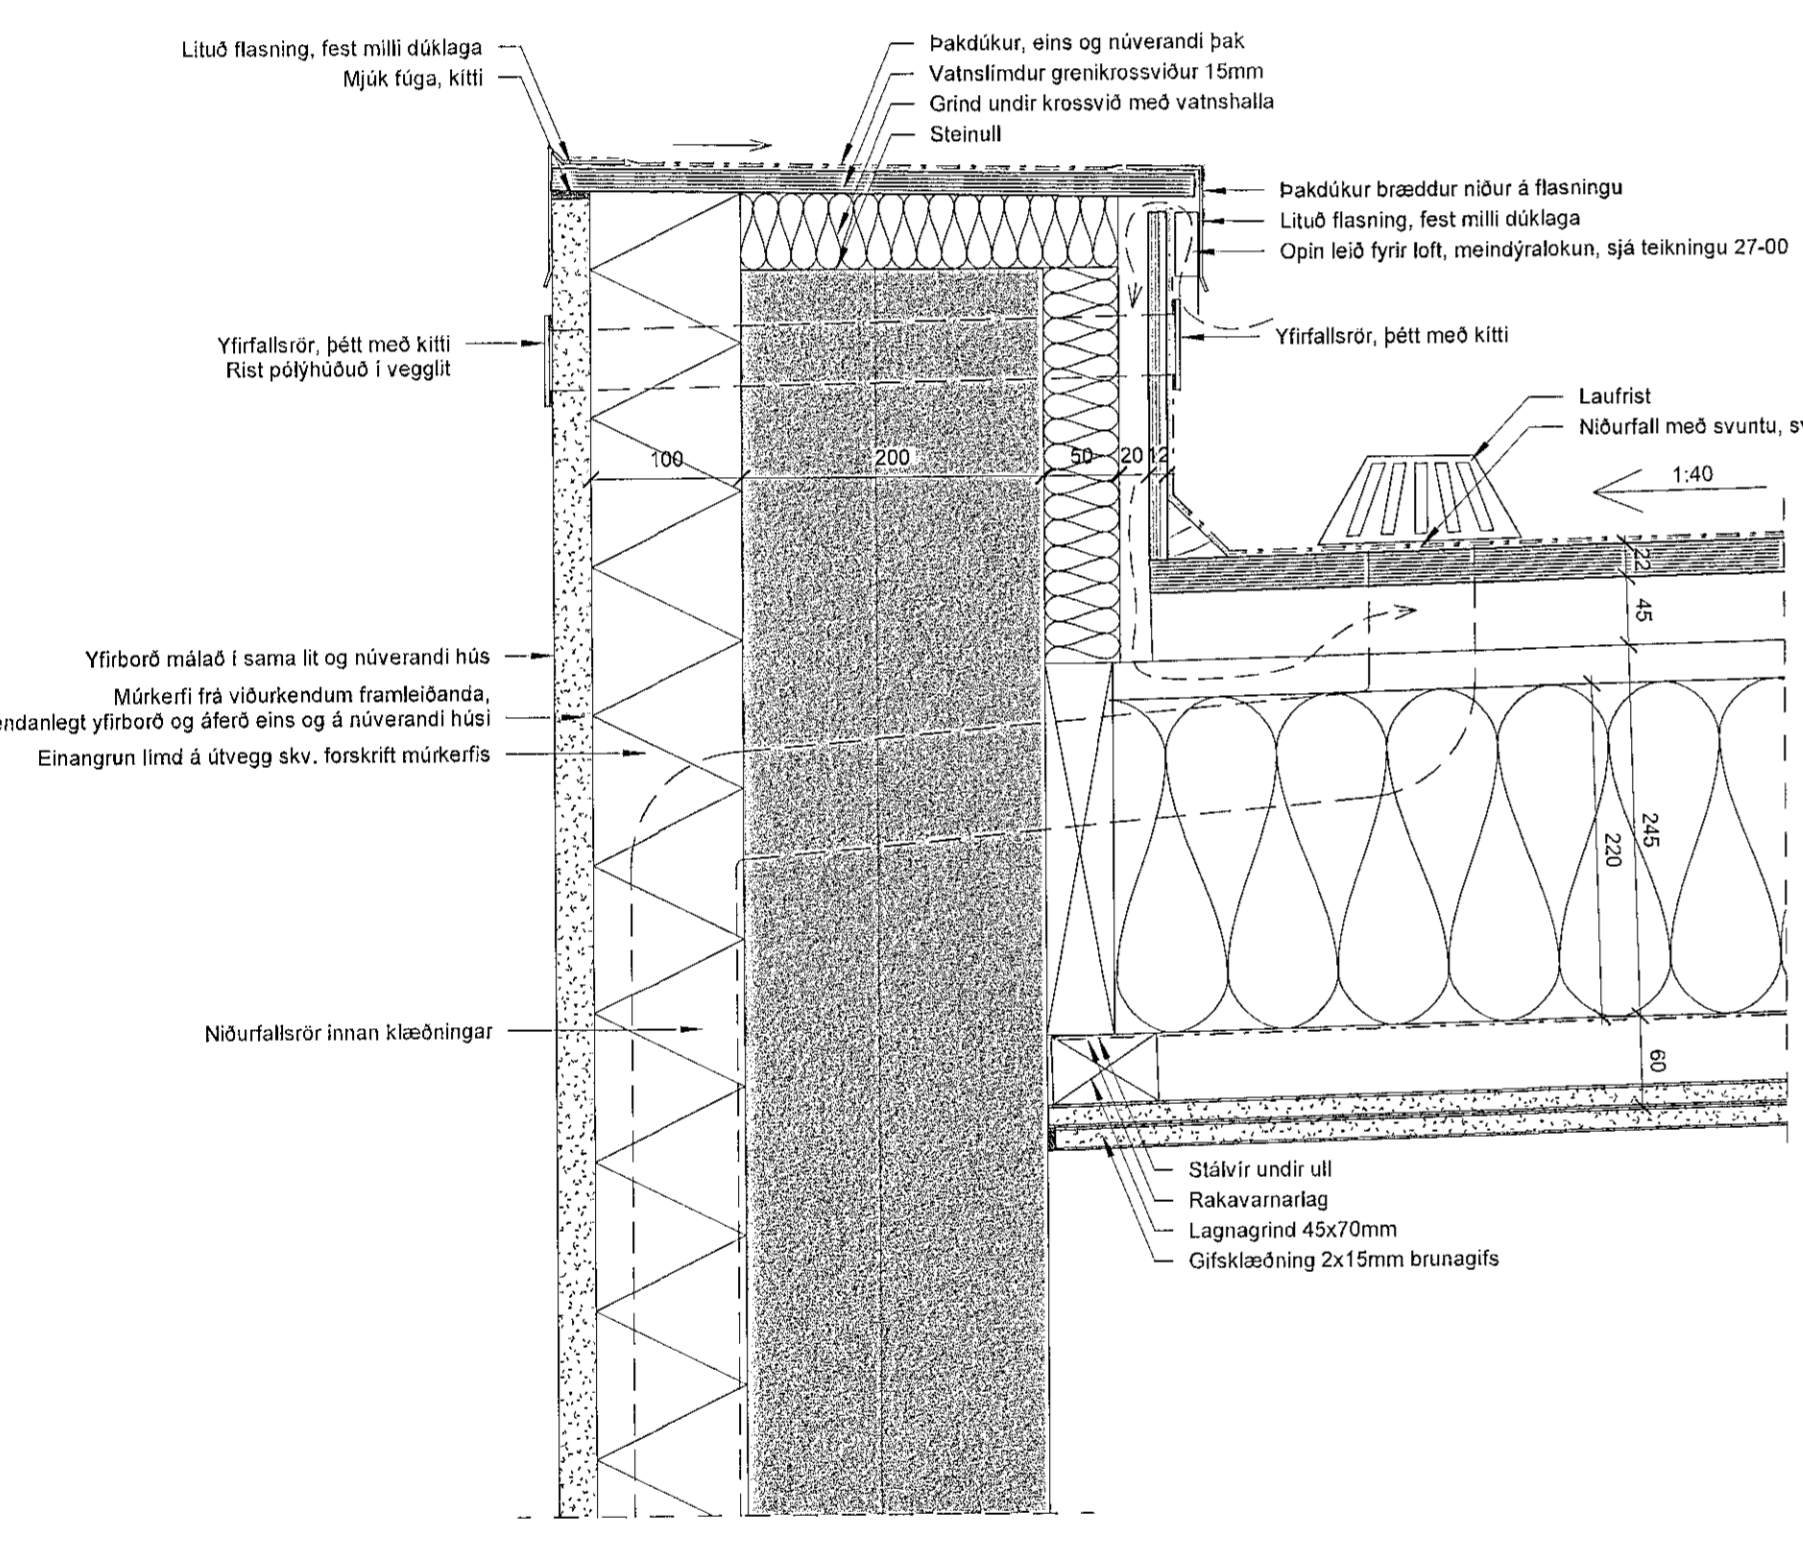 Lituð flasning, fest milli dúklaga
Mjúk fúga, kítti
Þakdúkur, eins og núverandi þak
Vatnslímdur grenikrossviður 15mm
Grind undir krossvið með vatnshalla
Steinull
Þakdúkur bræddur niður á flasningu
Lituð flasning, fest milli dúklaga
Opin leið fyrir loft, meindýralokun, sjá teikningu 27-00
Yfirfallsrör, þétt með kítti
Rist pólýhúðuð í vegglit
Yfirfallsrör, þétt með kítti
Laufrist
Niðurfall með svuntu,
1:40
100 200 50 20 12
22
45
245
220
60
Yfirborð málað í sama lit og núverandi hús
Múrkerfi frá viðurkendum framleiðanda,
yfirborð og áferð eins og á núverandi húsi
Einangrun límd á útvegg skv. forskrift múrkerfis
Niðurfallsrör innan klæðningar
Stálvír undir ull
Rakavarnarlag
Lagnagrind 45x70mm
Gifsklæðning 2x15mm brunagifs